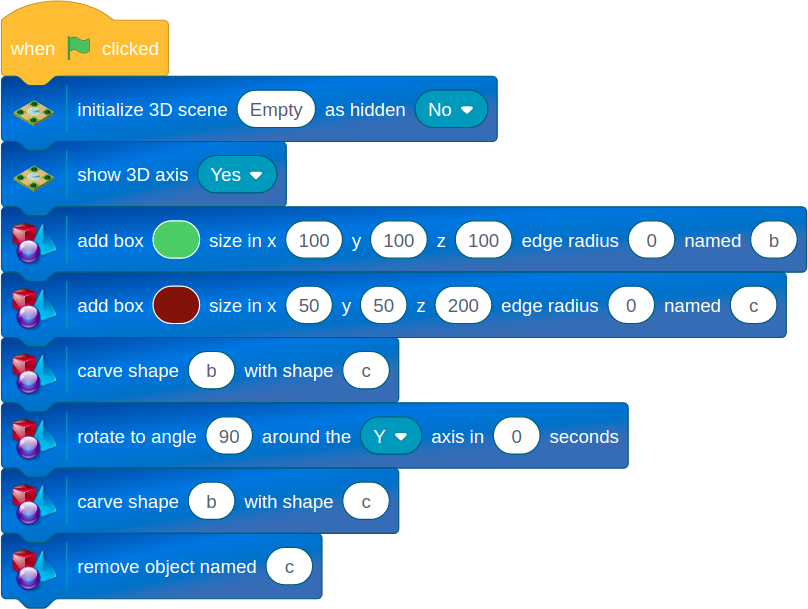 when clicked
initialize 3D scene Empty as hidden No
show 3D axis Yes
add box size in x 100 y 100 z 100 edge radius 0 named b
add box size in x 50 y 50 z 200 edge radius 0 named c
carve shape b with shape c
rotate to angle 90 around the Y axis in 0 seconds
carve shape b with shape c
remove object named c